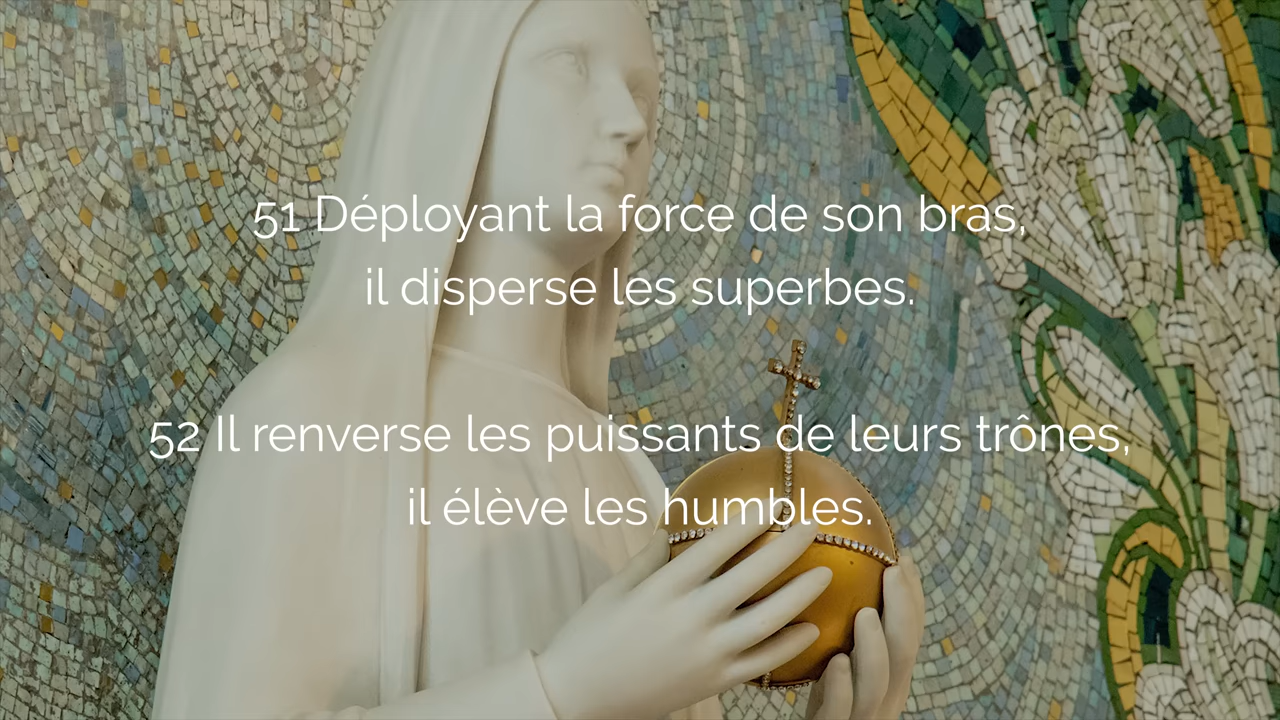 51 Déployant la force de son bras,
il disperse les superbes.
52 Il renverse les puissants de leurs trônes,
il élève les humbles.